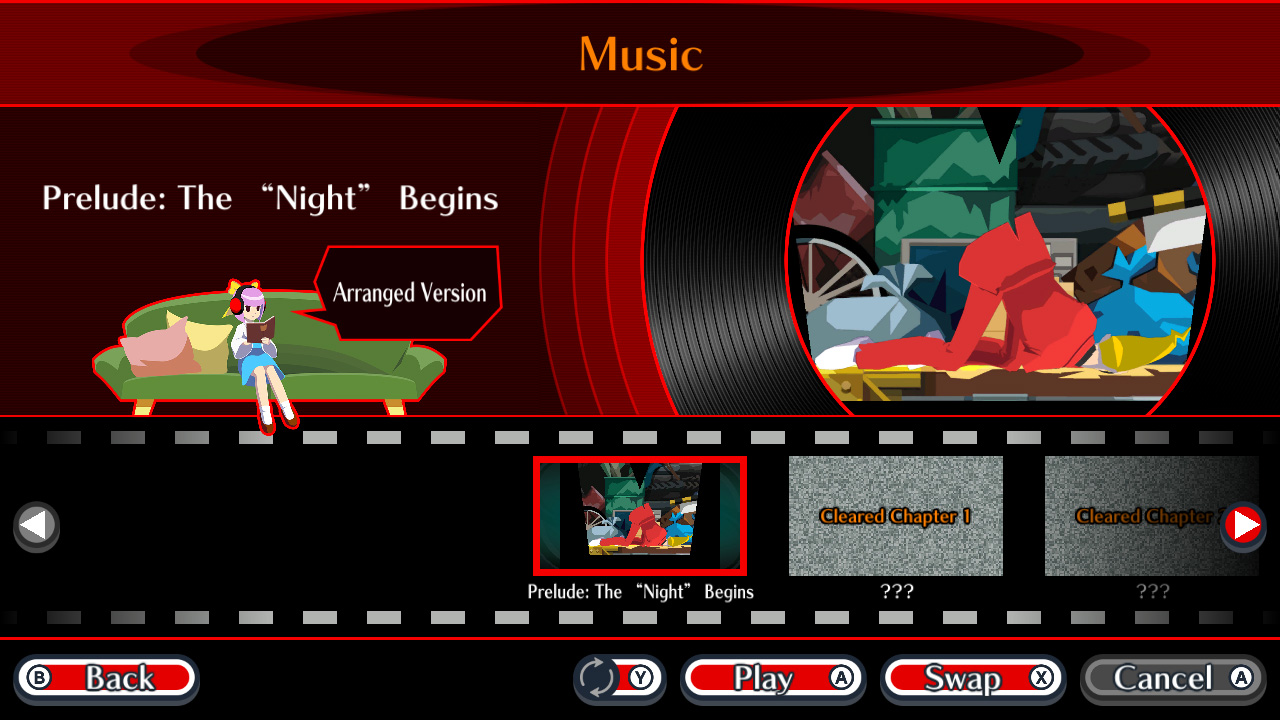 Music
Prelude: The “Night” Begins
Arranged Version
Cleared Chapter 1
Cleared Chapter
Prelude: The “Night” Begins
???
???
B Back
Y
Play A
Swap X
Cancel A